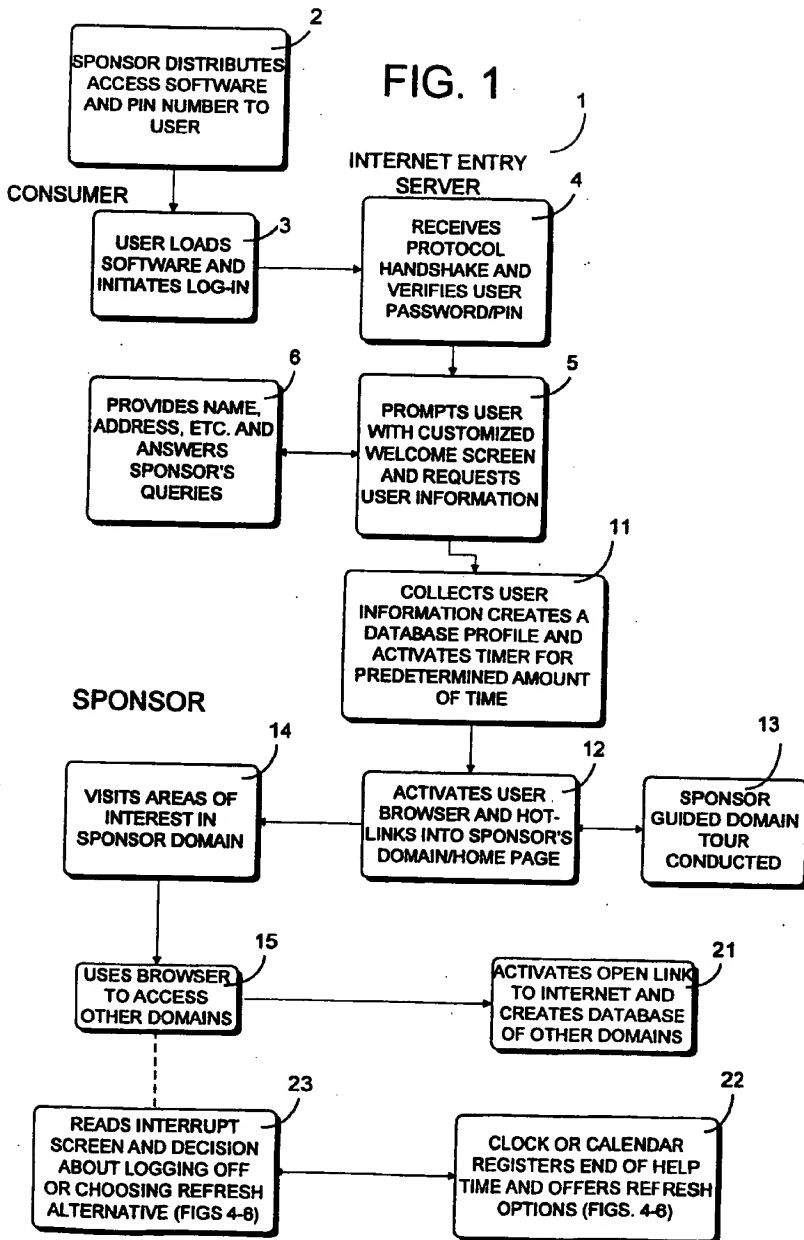 2
SPONSOR DISTRIBUTES
ACCESS SOFTWARE
AND PIN NUMBER TO
USER
FIG. 1
1
INTERNET ENTRY
SERVER
CONSUMER
3
USER LOADS
SOFTWARE AND
INITIATES LOG-IN
4
RECEIVES
PROTOCOL
HANDSHAKE AND
VERIFIES USER
PASSWORD/PIN
6
PROVIDES NAME,
ADDRESS, ETC. AND
ANSWERS
SPONSOR'S
QUERIES
5
PROMPTS USER
WITH CUSTOMIZED
WELCOME SCREEN
AND REQUESTS
USER INFORMATION
11
COLLECTS USER
INFORMATION CREATES A
DATABASE PROFILE AND
ACTIVATES TIMER FOR
PREDETERMINED AMOUNT
OF TIME
SPONSOR
14
VISITS AREAS OF
INTEREST IN
SPONSOR DOMAIN
12
ACTIVATES USER
BROWSER AND HOT-
LINKS INTO SPONSOR'S
DOMAIN/HOME PAGE
13
SPONSOR
GUIDED DOMAIN
TOUR
CONDUCTED
15
USES BROWSER
TO ACCESS
OTHER DOMAINS
21
ACTIVATES OPEN LINK
TO INTERNET AND
CREATES DATABASE
OF OTHER DOMAINS
23
READS INTERRUPT
SCREEN AND DECISION
ABOUT LOGGING OFF
OR CHOOSING REFRESH
ALTERNATIVE (FIGS 4-6)
22
CLOCK OR CALENDAR
REGISTERS END OF HELP
TIME AND OFFERS REFRESH
OPTIONS (FIGS. 4-6)